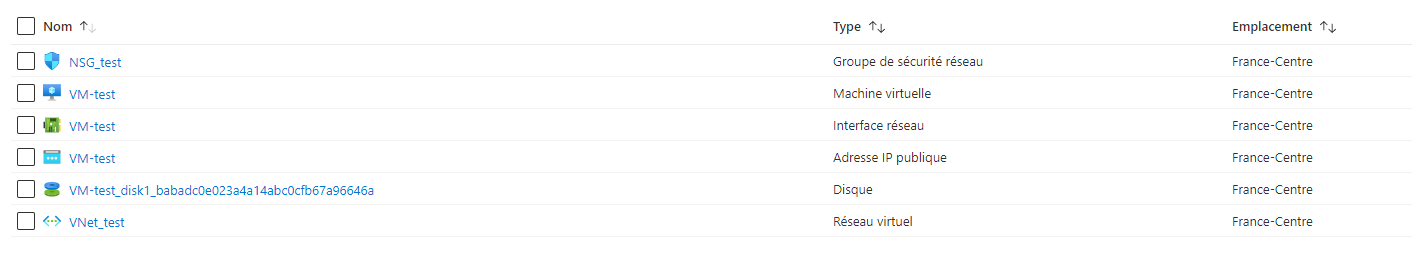 Nom Type Emplacement
NSG_test Groupe de sécurité réseau France-Centre
VM-test Machine virtuelle France-Centre
VM-test Interface réseau France-Centre
VM-test Adresse IP publique France-Centre
VM-test_disk1_babadc0e023a4a14abc0cfb67a96646a Disque France-Centre
VNet_test Réseau virtuel France-Centre